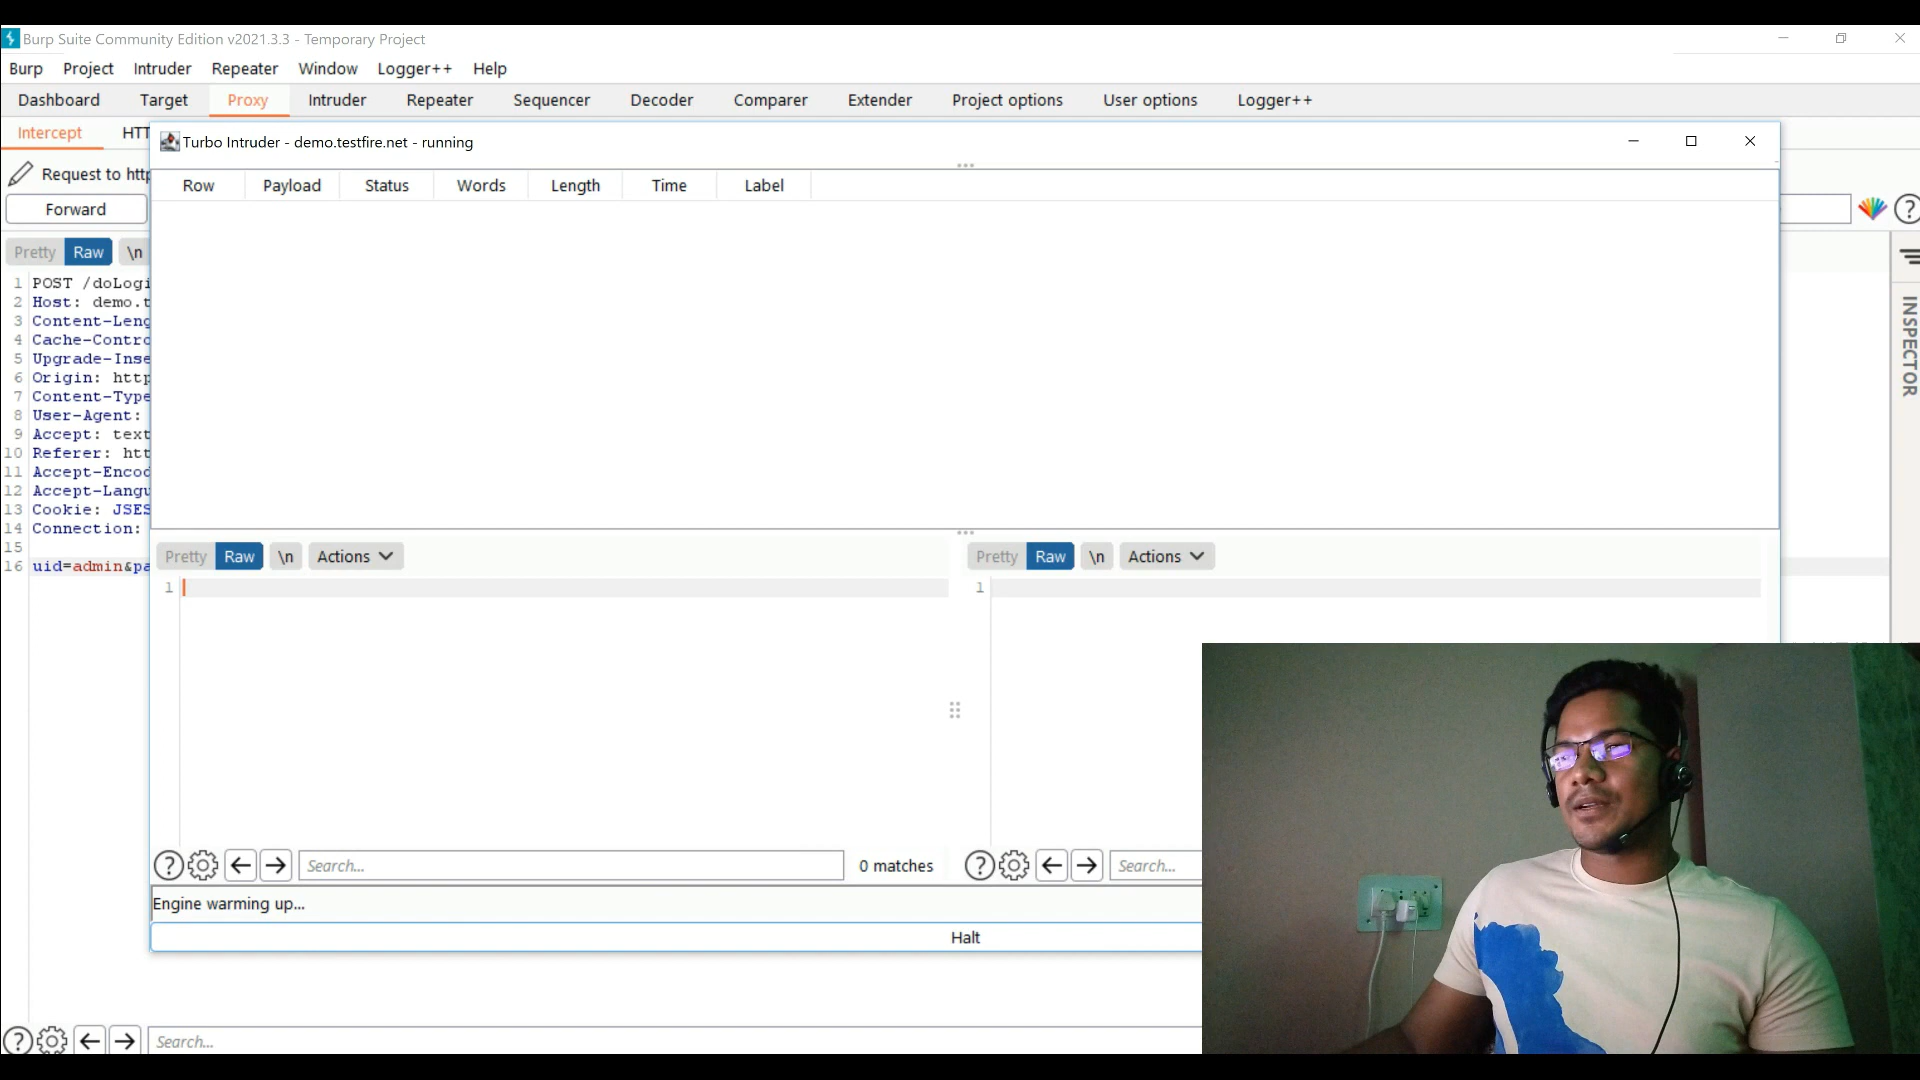 Burp Suite Community Edition v2021.3.3 - Temporary Project
Burp Project Intruder Repeater Window Logger++ Help
Dashboard Target Proxy Intruder Repeater Sequencer Decoder Comparer Extender Project options User options Logger++
Intercept HTT
Turbo Intruder - demo.testfire.net - running
Request to http
Row Payload Status Words Length Time Label
Forward
Pretty Raw \n
1 POST /doLogi
2 Host: demo.t
3 Content-Leng
4 Cache-Contro
5 Upgrade-Inse
6 Origin: http
7 Content-Type
8 User-Agent:
9 Accept: text
10 Referer: htt
11 Accept-Encod
12 Accept-Langu
13 Cookie: JSES
14 Connection:
15
16 uid=admin&pa
INSPECTOR
Pretty Raw \n Actions
1
Pretty Raw \n Actions
1
Search... 0 matches
Search...
Engine warming up...
Halt
Search...